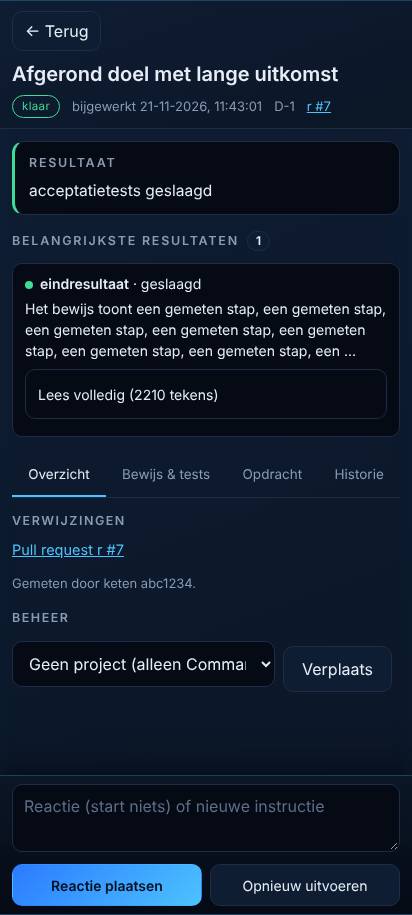 ← Terug
Afgerond doel met lange uitkomst
klaar bijgewerkt 21-11-2026, 11:43:01 D-1 r #7
RESULTAAT
acceptatietests geslaagd
BELANGRIJKSTE RESULTATEN 1
eindresultaat · geslaagd
Het bewijs toont een gemeten stap, een gemeten stap,
een gemeten stap, een gemeten stap, een gemeten
stap, een gemeten stap, een gemeten stap, een ...
Lees volledig (2210 tekens)
Overzicht Bewijs & tests Opdracht Historie
VERWIJZINGEN
Pull request r #7
Gemeten door keten abc1234.
BEHEER
Geen project (alleen Comma Verplaats
Reactie (start niets) of nieuwe instructie
Reactie plaatsen Opnieuw uitvoeren